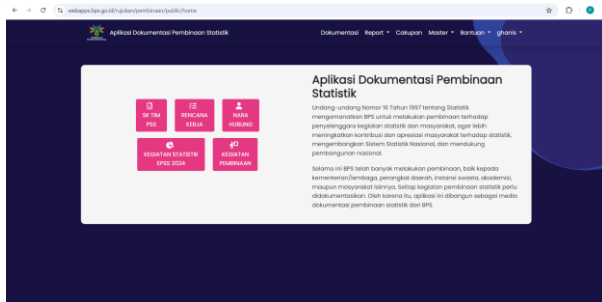 webapps.bps.go.id/rujukan/pembinaan/public/home
Aplikasi Dokumentasi Pembinaan Statistik
Dokumentasi Report Cakupan Master Bantuan ghanis
SK TIM PSS
RENCANA KERJA
NARA HUBUNG
KEGIATAN STATISTIK EPSS 2024
KEGIATAN PEMBINAAN
Aplikasi Dokumentasi Pembinaan
Statistik
Undang-undang Nomor 16 Tahun 1997 tentang Statistik
mengamanatkan BPS untuk melakukan pembinaan terhadap
penyelenggara kegiatan statistik dan masyarakat, agar lebih
meningkatkan kontribusi dan apresiasi masyarakat terhadap statistik,
mengembangkan Sistem Statistik Nasional, dan mendukung
pembangunan nasional.
Selama ini BPS telah banyak melakukan pembinaan, baik kepada
kementerian/lembaga, perangkat daerah, instansi swasta, akademisi,
maupun masyarakat lainnya. Setiap kegiatan pembinaan statistik perlu
didokumentasikan. Oleh karena itu, aplikasi ini dibangun sebagai media
dokumentasi pembinaan statistik dari BPS.